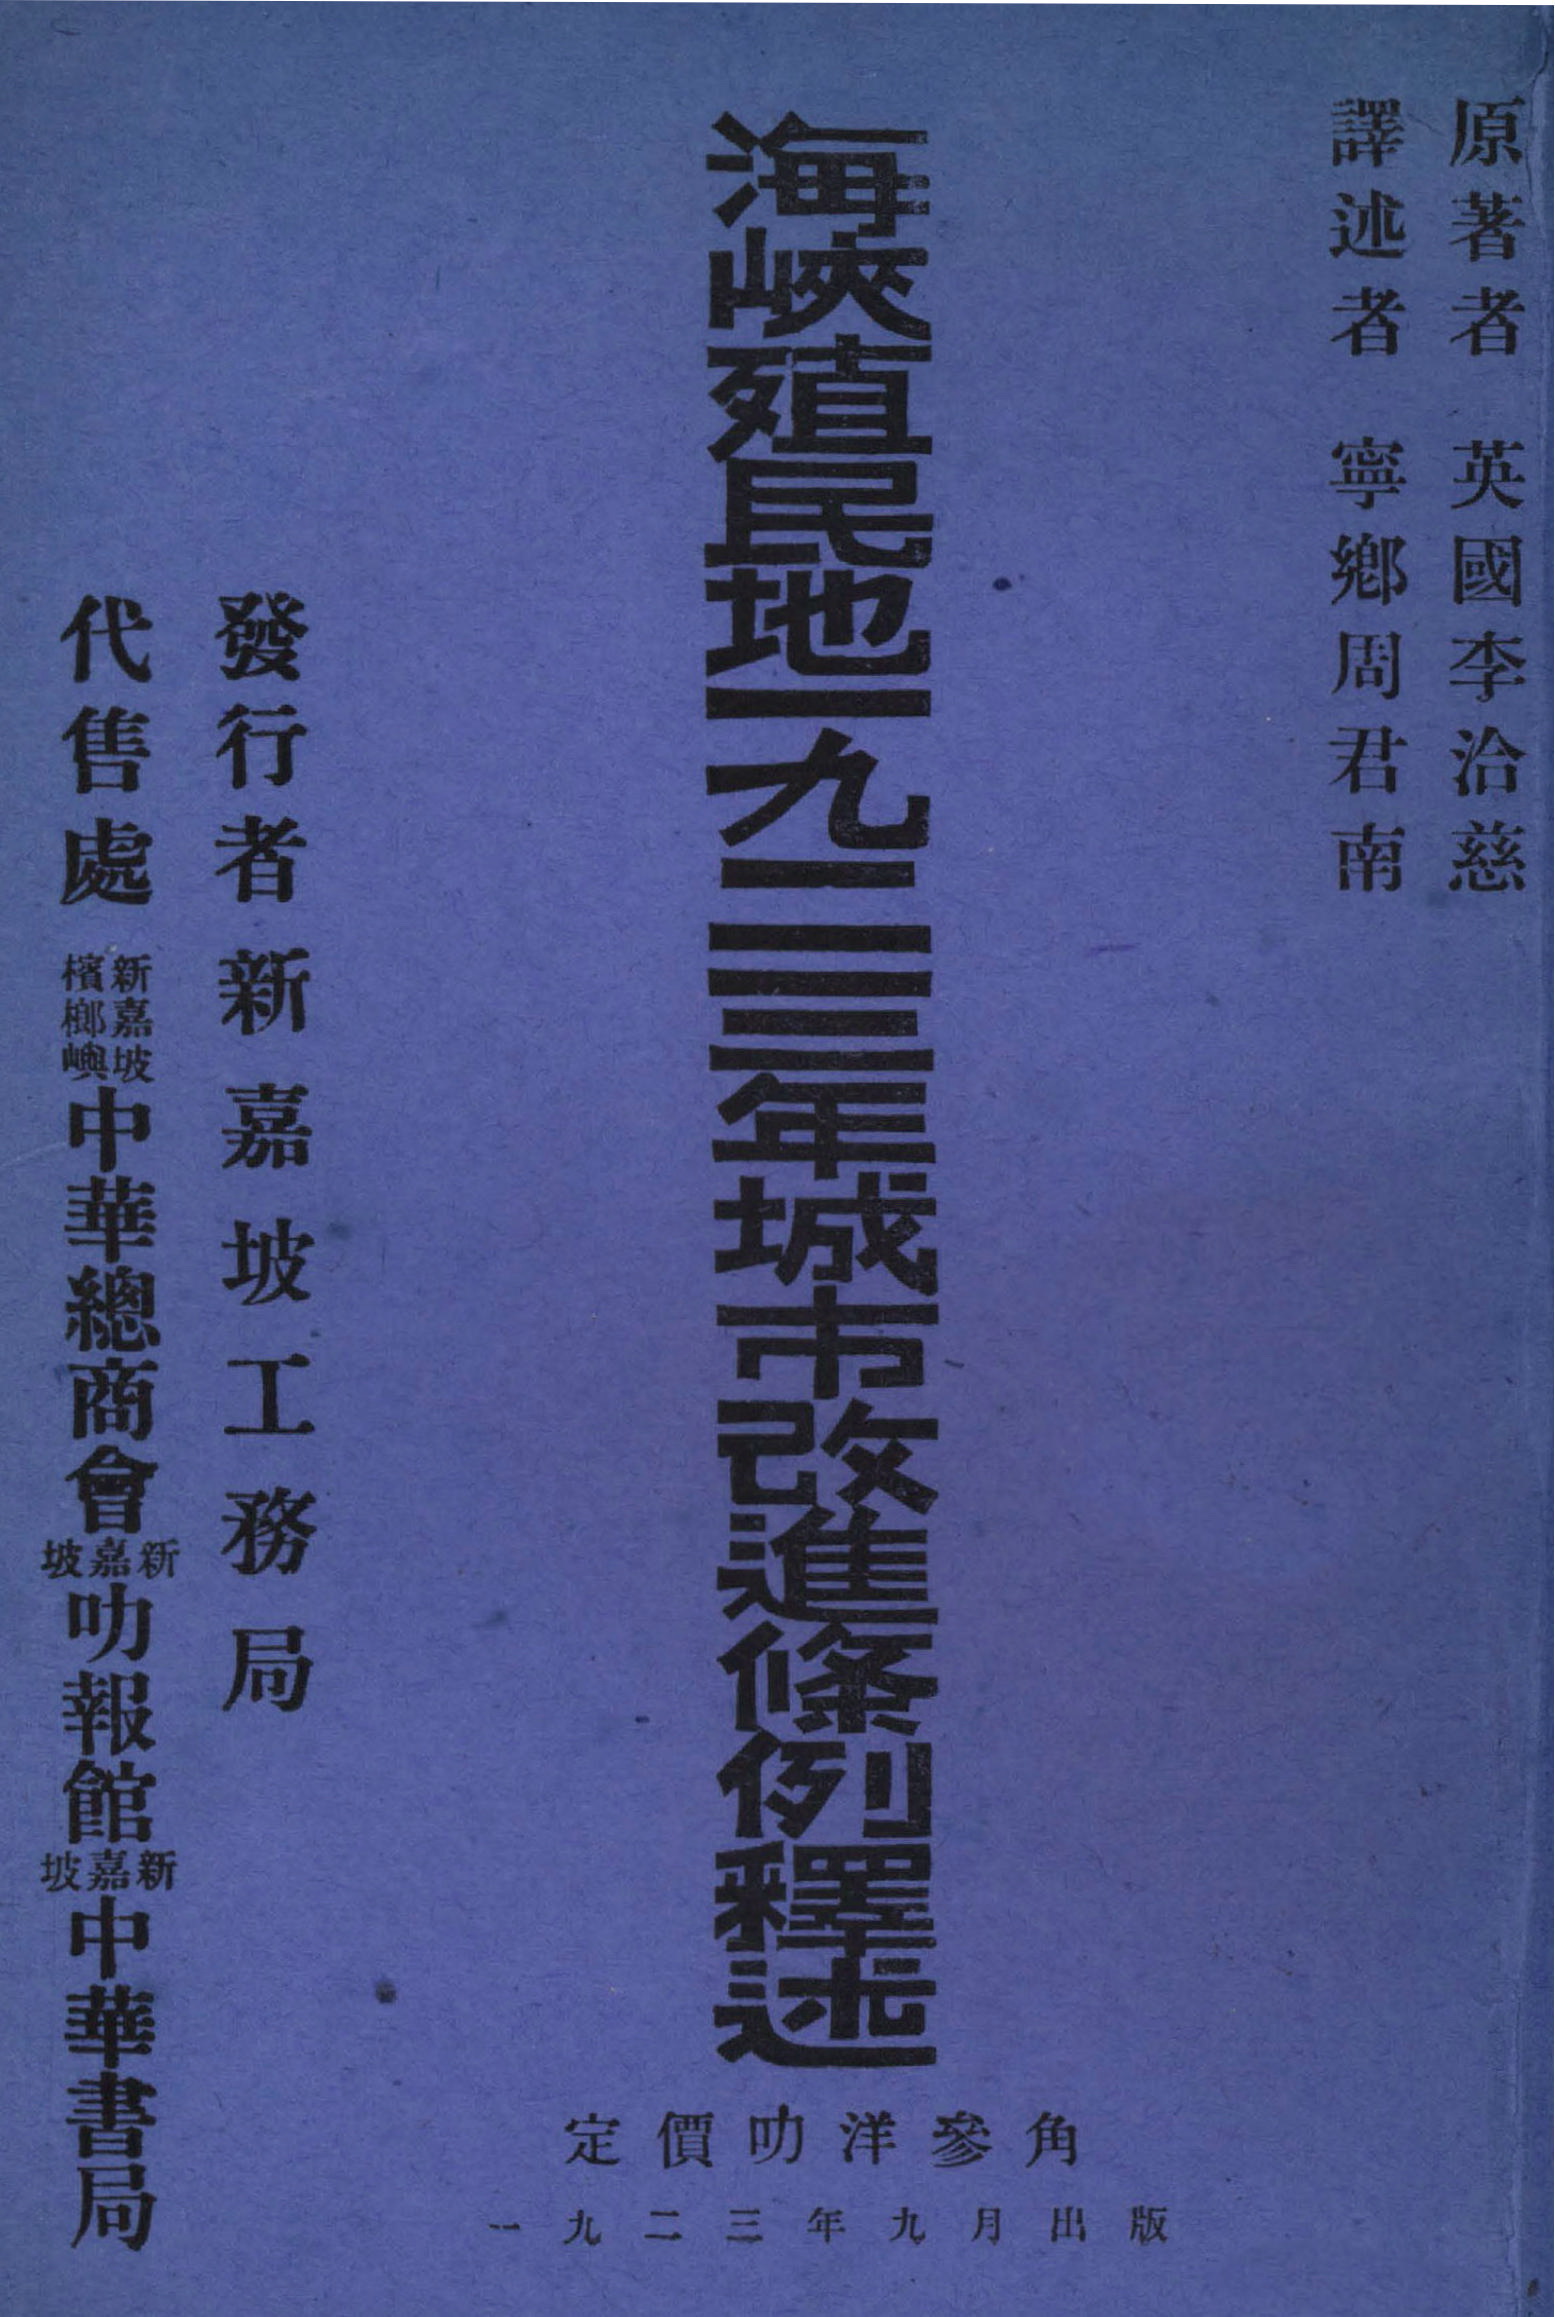 原著者 英國李洽慈
譯述者 寧鄉周君南
海峽殖民地一九二三年城市改進條例釋述
定價叻洋參角
一九二三年九月出版
發行者新嘉坡工務局
代售處 新嘉坡檳榔嶼中華總商會新嘉坡叻報館新嘉坡中華書局